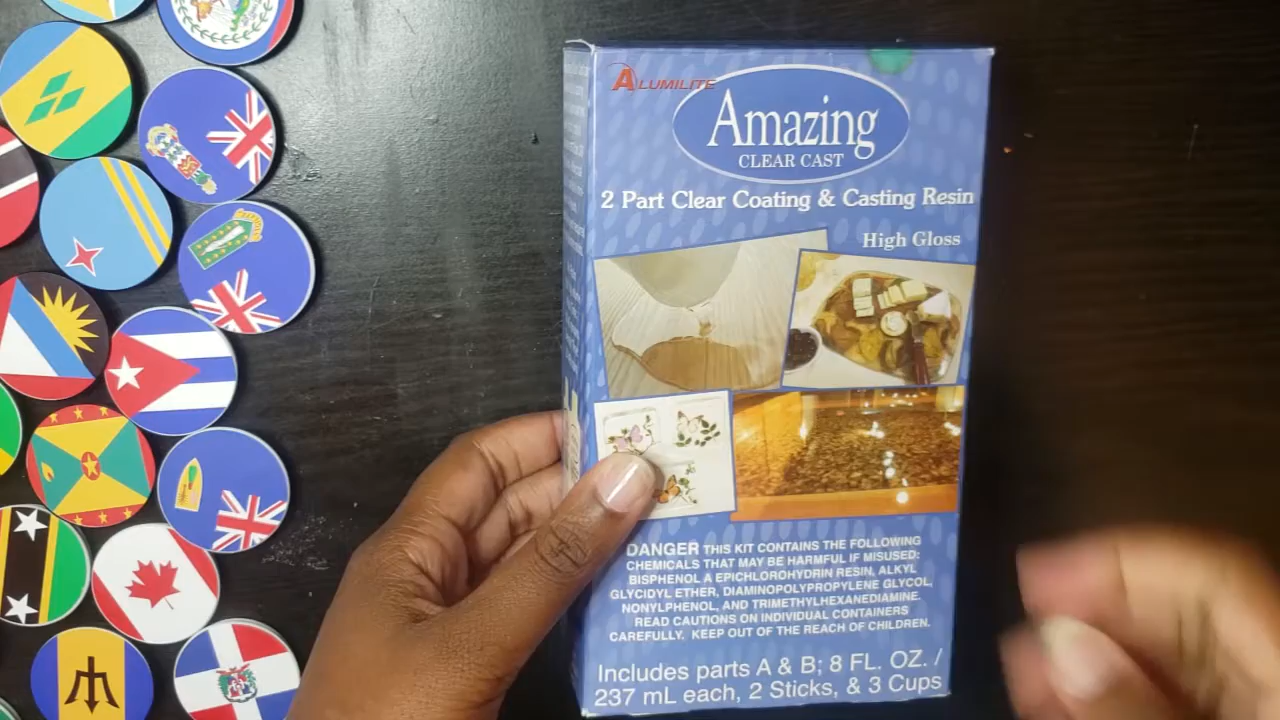 ALUMILITE
Amazing
CLEAR CAST
2 Part Clear Coating & Casting Resin
High Gloss
DANGER THIS KIT CONTAINS THE FOLLOWING
CHEMICALS THAT MAY BE HARMFUL IF MISUSED:
BISPHENOL A EPICHLOROHYDRIN RESIN, ALKYL
GLYCIDYL ETHER, DIAMINOPOLYPROPYLENE GLYCOL,
NONYLPHENOL, AND TRIMETHYLHEXANEDIAMINE.
READ CAUTIONS ON INDIVIDUAL CONTAINERS
CAREFULLY. KEEP OUT OF THE REACH OF CHILDREN.
Includes parts A & B; 8 FL. OZ. /
237 mL each, 2 Sticks, & 3 Cups